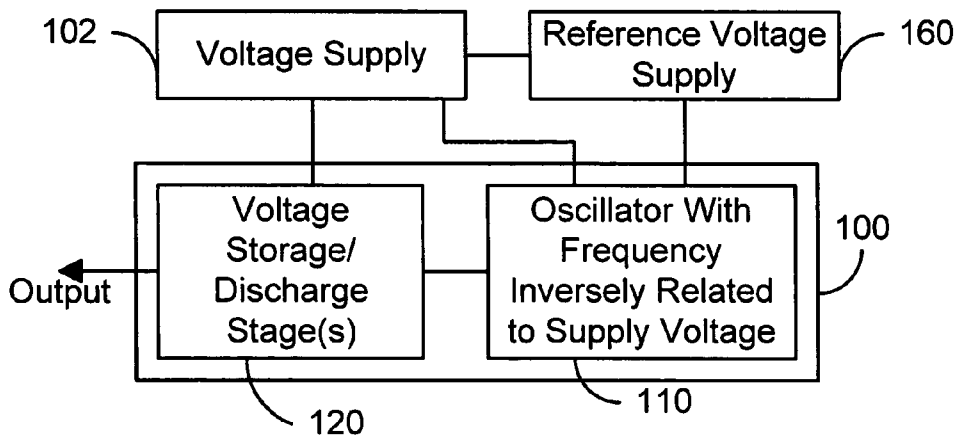 102
Voltage Supply
Reference Voltage
Supply
160
Voltage
Storage/
Discharge
Stage(s)
Oscillator With
Frequency
Inversely Related
to Supply Voltage
100
Output
120
110